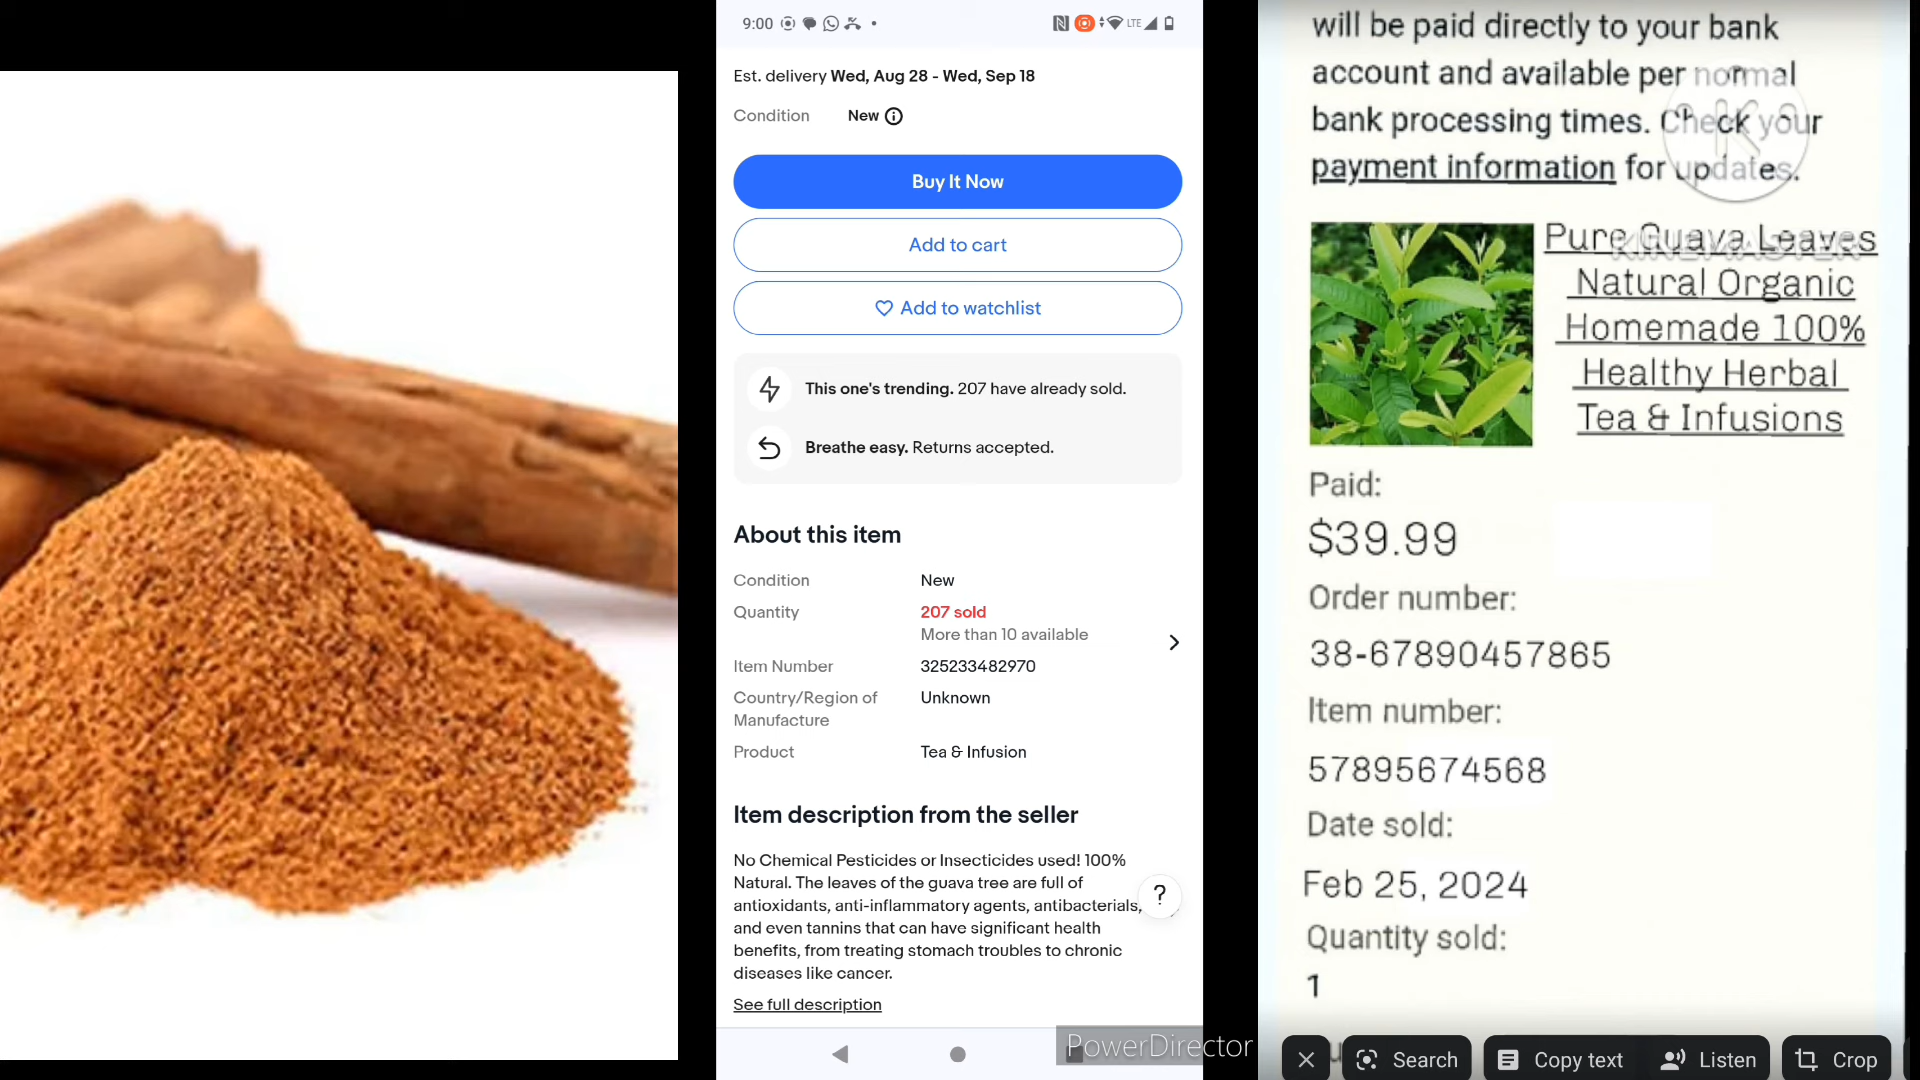 9:00
LTE
Est. delivery Wed, Aug 28 - Wed, Sep 18
Condition New
Buy It Now
Add to cart
Add to watchlist
This one's trending. 207 have already sold.
Breathe easy. Returns accepted.
About this item
Condition New
Quantity 207 sold
More than 10 available
Item Number 325233482970
Country/Region of Unknown
Manufacture
Product Tea & Infusion
Item description from the seller
No Chemical Pesticides or Insecticides used! 100%
Natural. The leaves of the guava tree are full of
antioxidants, anti-inflammatory agents, antibacterials,
and even tannins that can have significant health
benefits, from treating stomach troubles to chronic
diseases like cancer.
See full description
?
PowerDirector
will be paid directly to your bank
account and available per normal
bank processing times. Check your
payment information for updates.
K
KINEMASTER
Pure Guava Leaves
Natural Organic
Homemade 100%
Healthy Herbal
Tea & Infusions
Paid:
$39.99
Order number:
38-67890457865
Item number:
57895674568
Date sold:
Feb 25, 2024
Quantity sold:
1
Search
Copy text
Listen
Crop